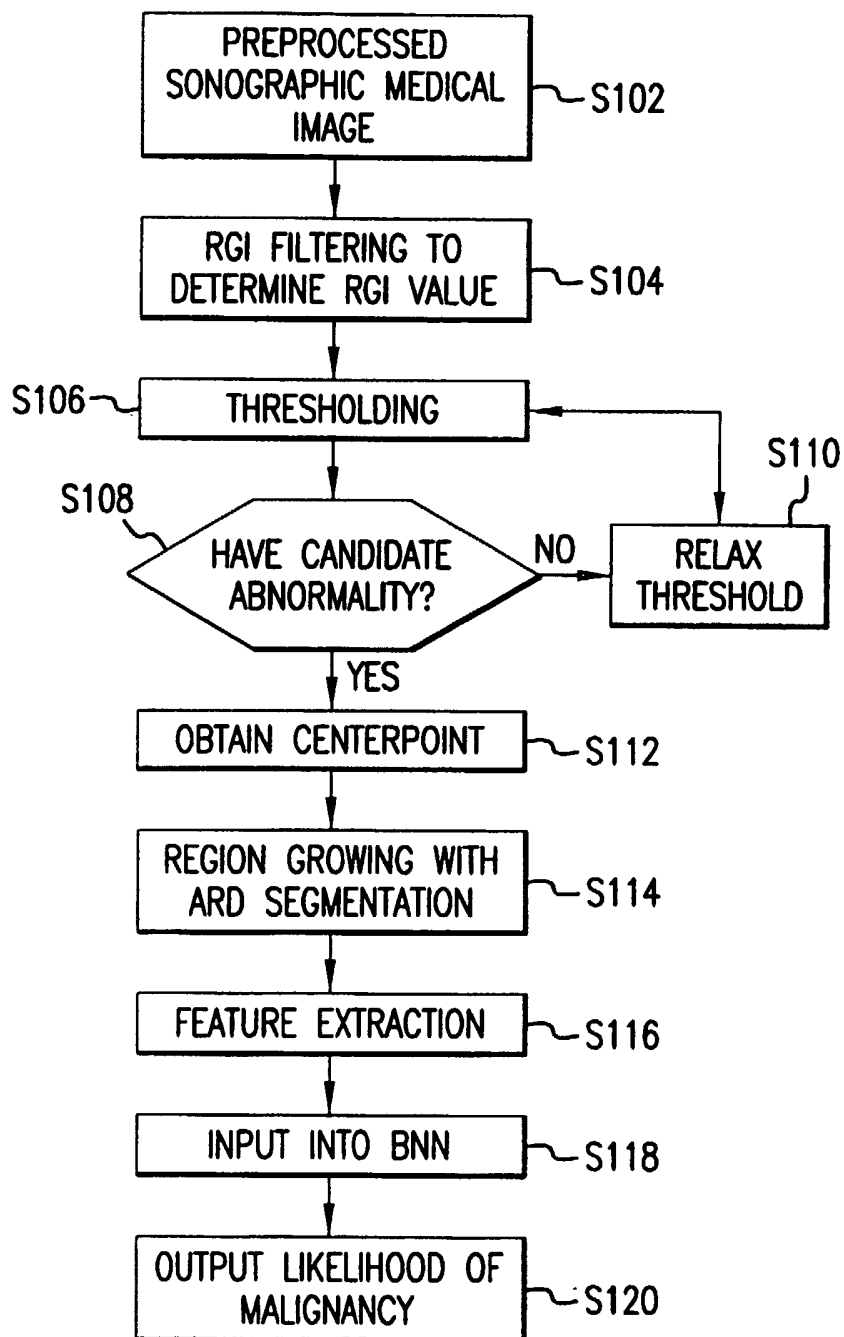 PREPROCESSED
SONOGRAPHIC MEDICAL
IMAGE
S102
RGI FILTERING TO
DETERMINE RGI VALUE
S104
S106
THRESHOLDING
S110
S108
HAVE CANDIDATE
ABNORMALITY?
NO
RELAX
THRESHOLD
YES
OBTAIN CENTERPOINT
S112
REGION GROWING WITH
ARD SEGMENTATION
S114
FEATURE EXTRACTION
S116
INPUT INTO BNN
S118
OUTPUT LIKELIHOOD OF
MALIGNANCY
S120